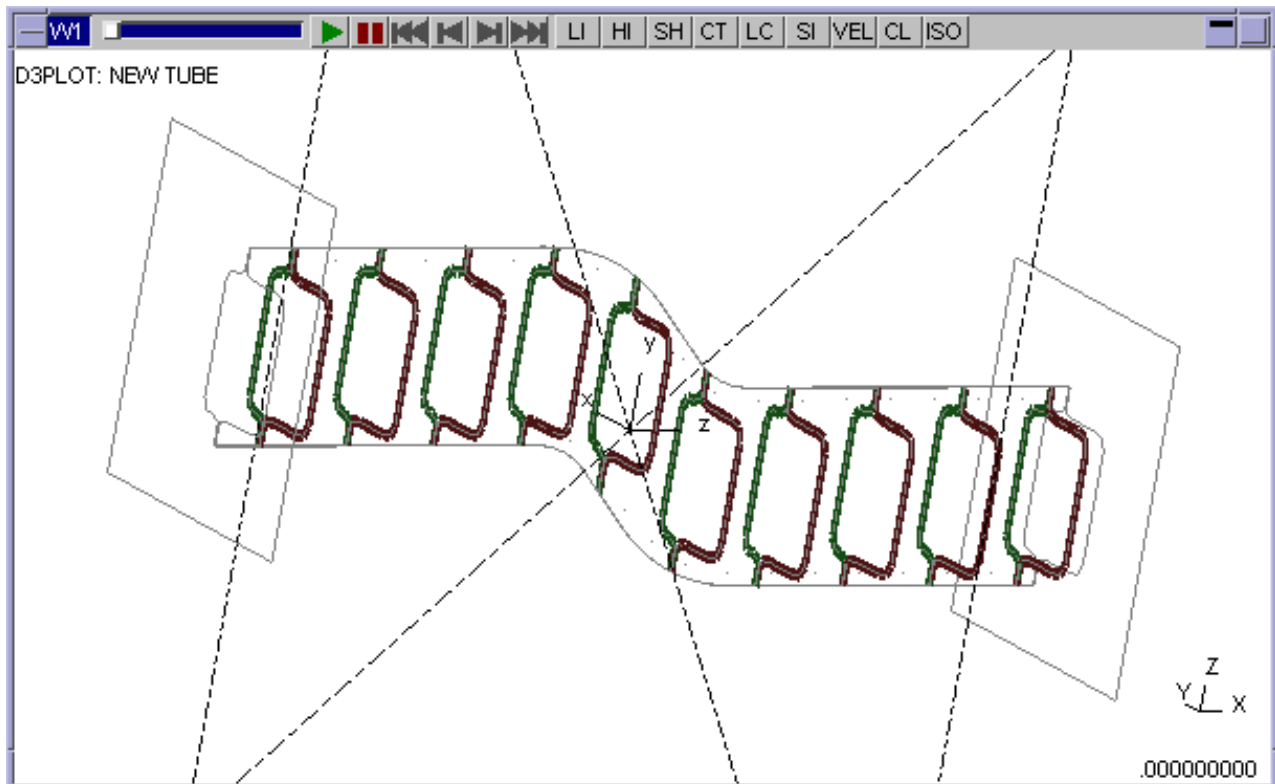 W1 LI HI SH CT LC SI VEL CL ISO
D3PLOT: NEW TUBE
y
x
z
Z
Y
X
.000000000